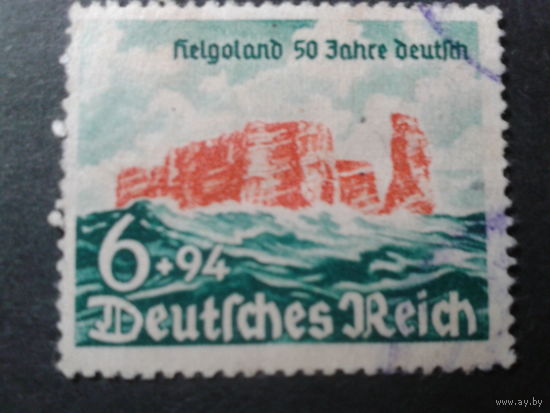 Helgoland 50 Jahre deutsch
6+94
Deutsches Reich
www.ay.by